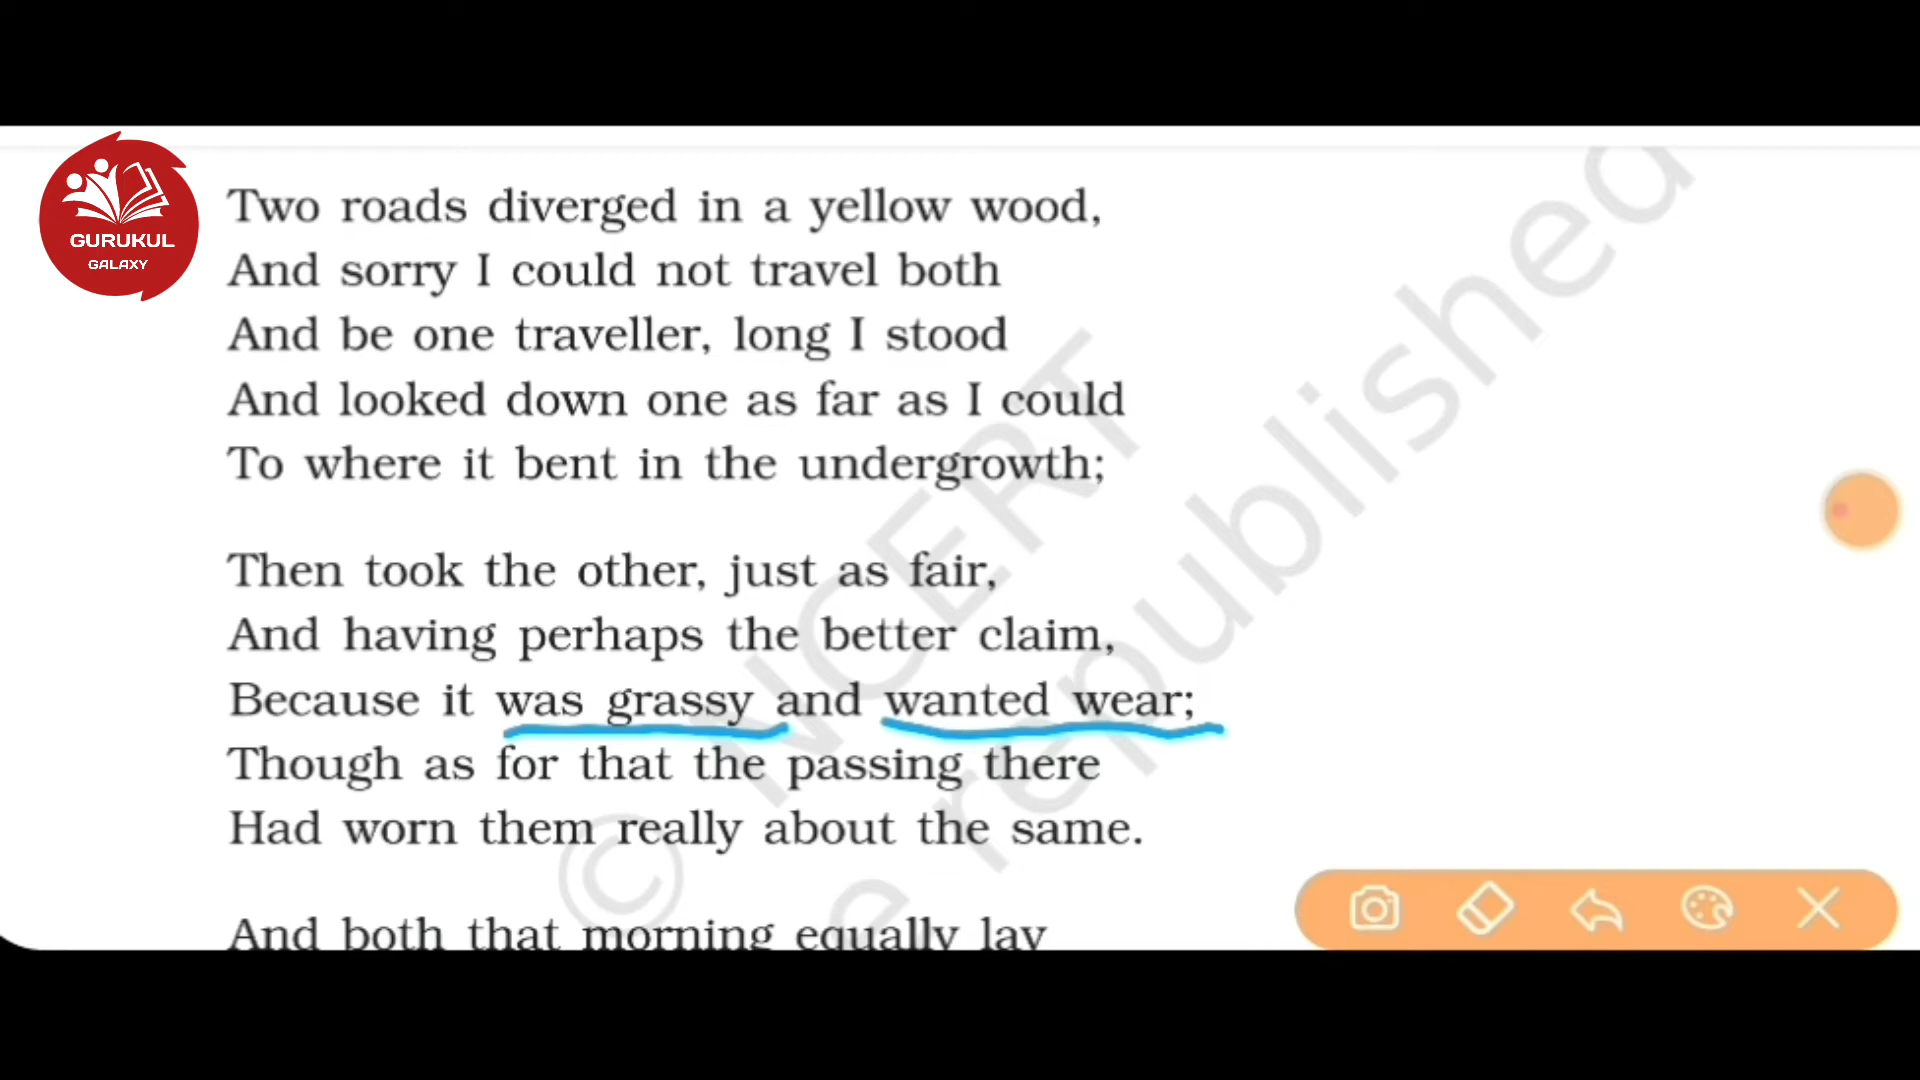 GURUKUL
GALAXY
Two roads diverged in a yellow wood,
And sorry I could not travel both
And be one traveller, long I stood
And looked down one as far as I could
To where it bent in the undergrowth;
Then took the other, just as fair,
And having perhaps the better claim,
Because it was grassy and wanted wear;
Though as for that the passing there
Had worn them really about the same.
And both that morning equally lay
© NCERT
e republished